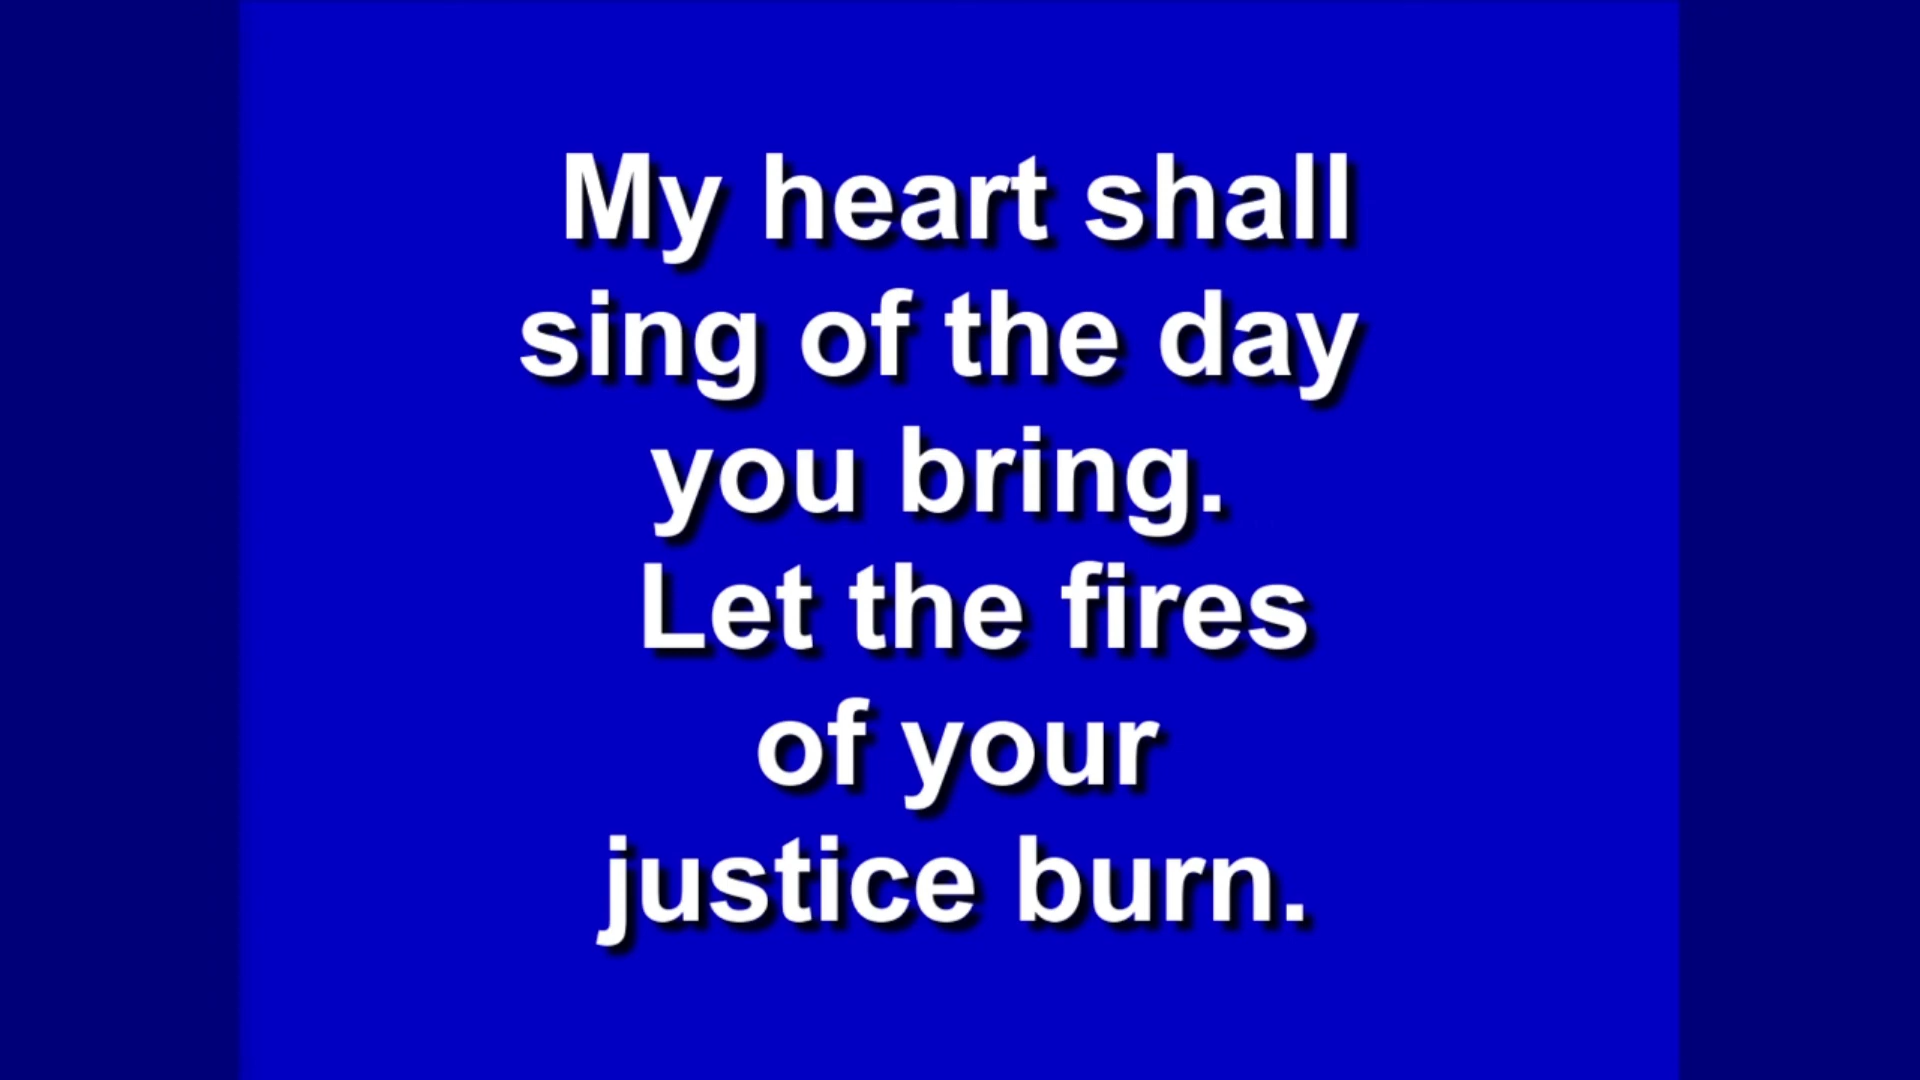 My heart shall
sing of the day
you bring.
Let the fires
of your
justice burn.